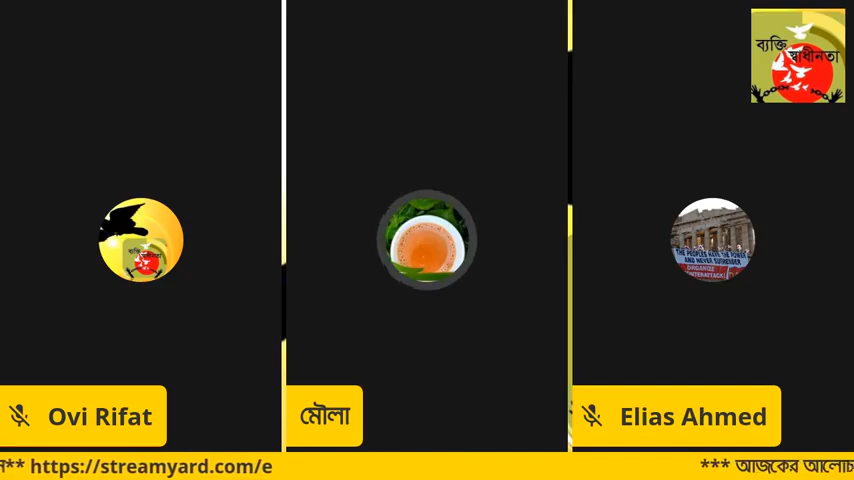 ব্যক্তি
স্বাধীনতা
THE PEOPLES HAVE THE POWER
AND NEVER SURRENDER
ORGANIZE
Ovi Rifat
মৌলা
Elias Ahmed
** https://streamyard.com/e
*** আজকের আলোচ